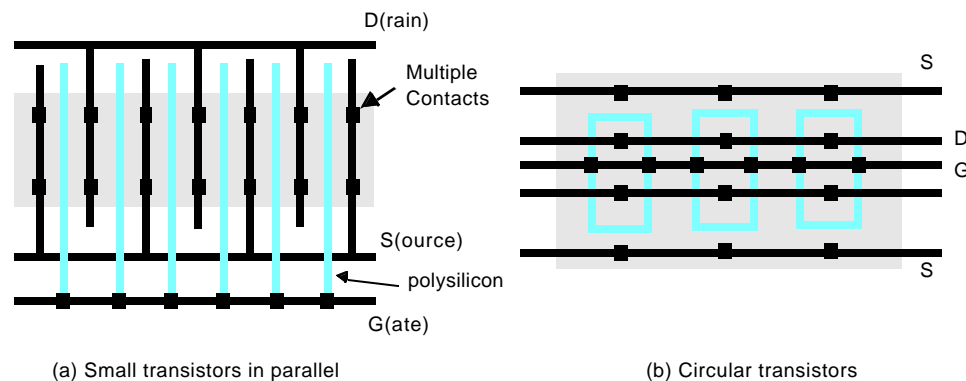 D(rain)
Multiple
Contacts
S(ource)
polysilicon
G(ate)
(a) Small transistors in parallel
S
D
G
S
(b) Circular transistors